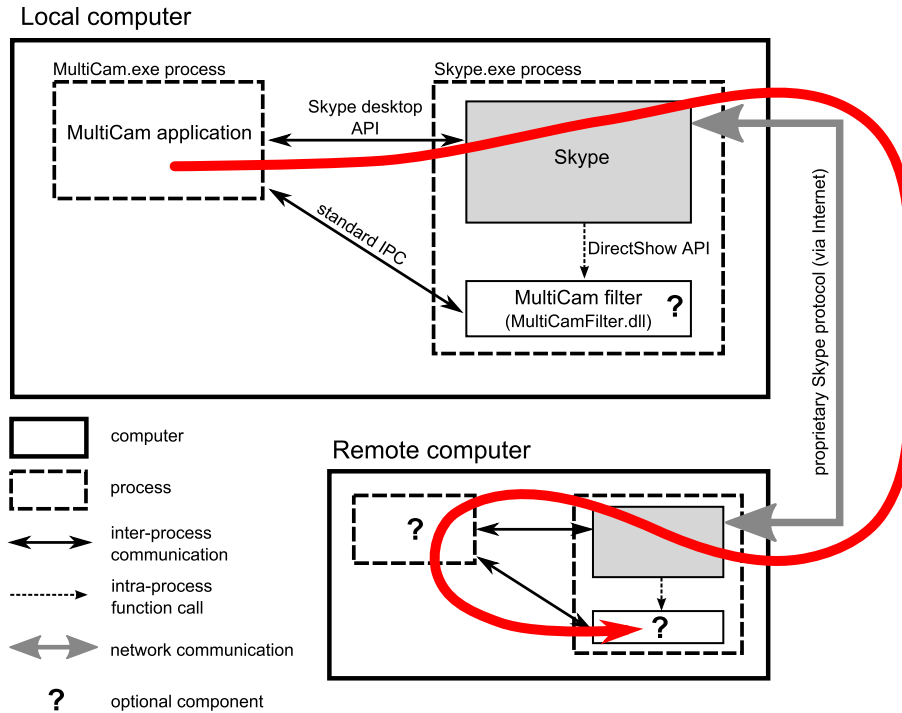 Local computer
MultiCam.exe process
Skype.exe process
MultiCam application
Skype desktop
API
Skype
standard IPC
DirectShow API
MultiCam filter
(MultiCamFilter.dll)
?
proprietary Skype protocol (via Internet)
computer
process
inter-process
communication
intra-process
function call
network communication
?
optional component
Remote computer
?
?